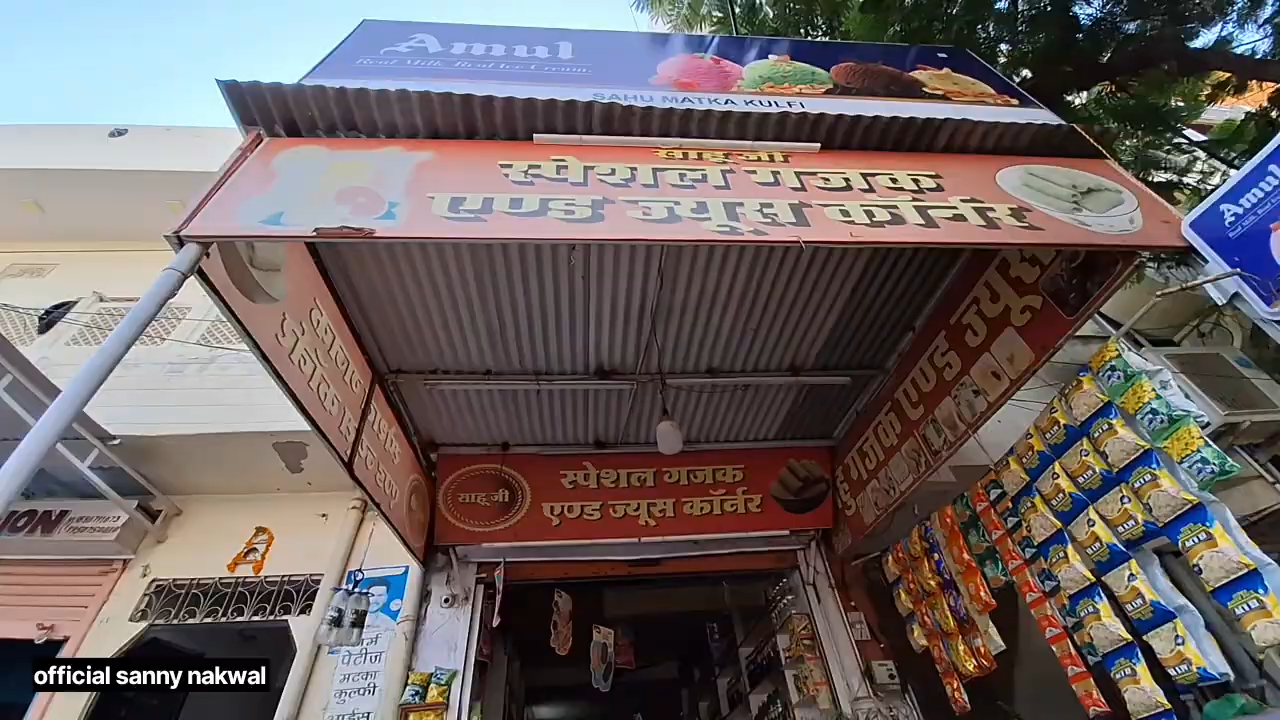 Amul
Real Milk. Real Ice Cream.
SAHU MATKA KULFI
साहू जी
स्पेशल गजक
एण्ड ज्यूस कॉर्नर
Amul
गजक एण्ड ज्यूस
साहू जी
स्पेशल गजक
एण्ड ज्यूस कॉर्नर
ION
A
पेटीज
मटका
कुल्फी
official sanny nakwal